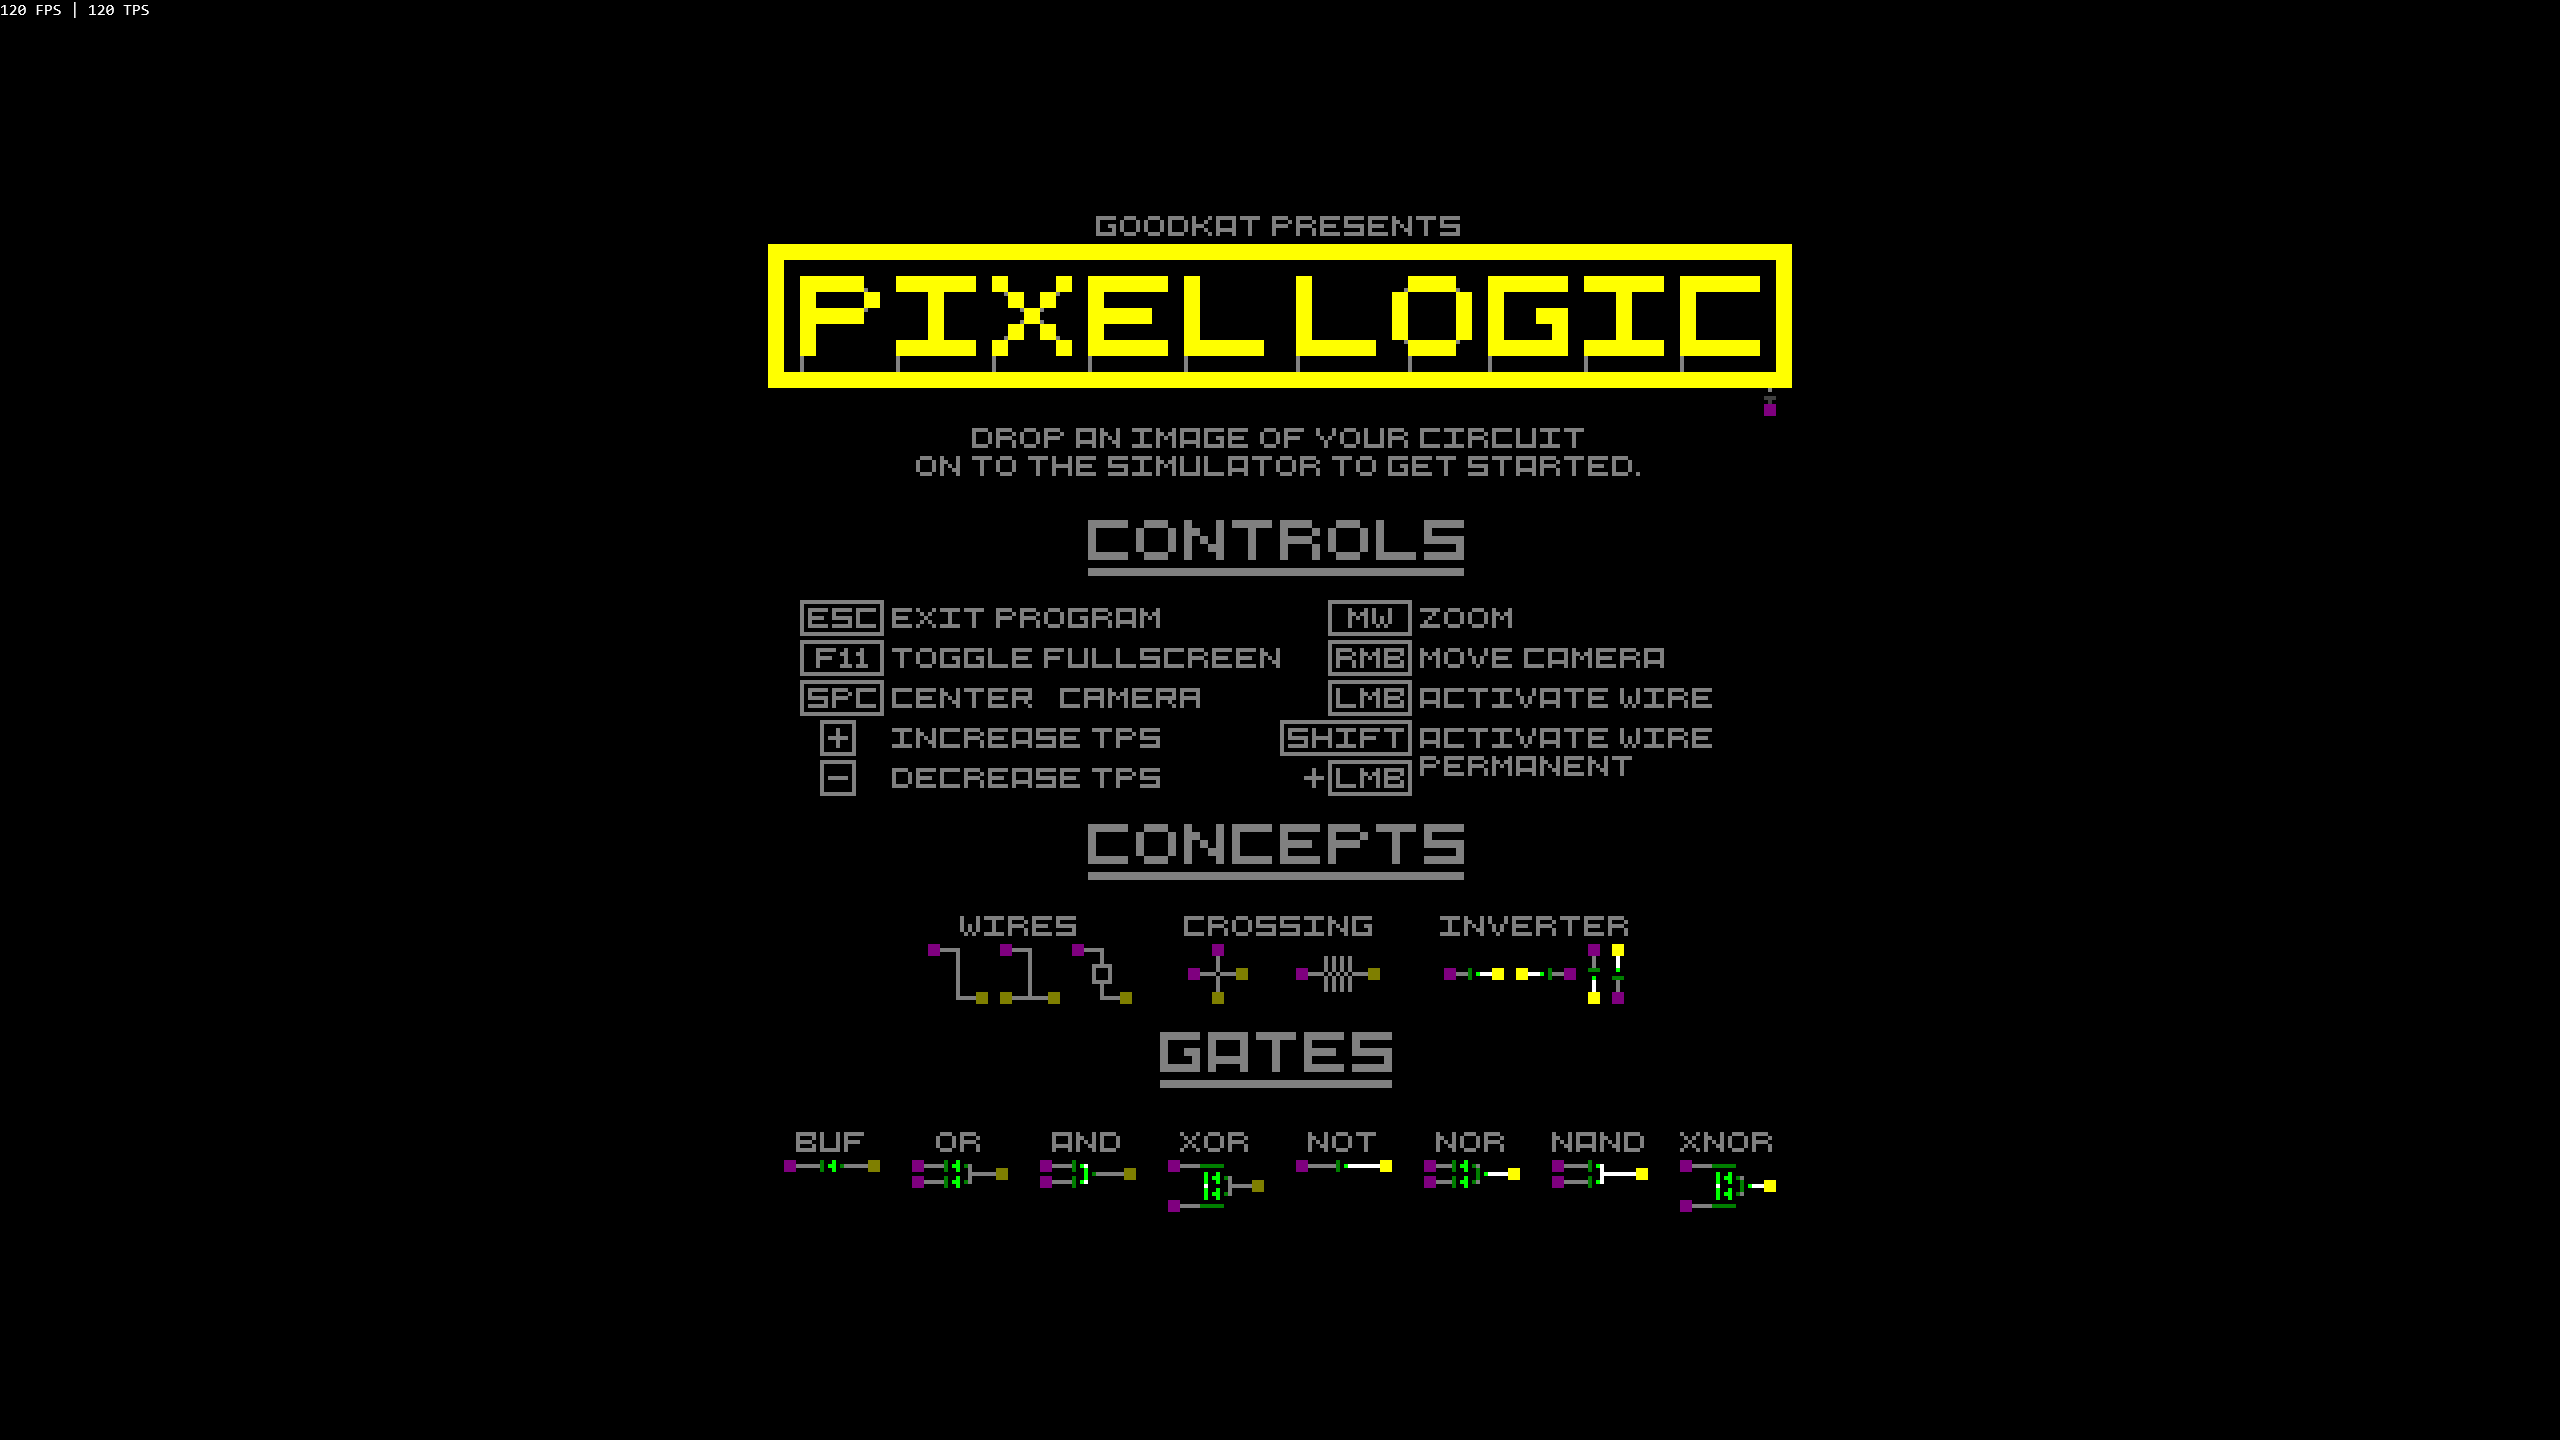 120 FPS | 120 TPS
GOODKAT PRESENTS
PIXEL LOGIC
DROP AN IMAGE OF YOUR CIRCUIT
ON TO THE SIMULATOR TO GET STARTED.
CONTROLS
ESC EXIT PROGRAM
F11 TOGGLE FULLSCREEN
SPC CENTER CAMERA
+ INCREASE TPS
- DECREASE TPS
MW ZOOM
RMB MOVE CAMERA
LMB ACTIVATE WIRE
SHIFT ACTIVATE WIRE
+LMB PERMANENT
CONCEPTS
WIRES CROSSING INVERTER
GATES
BUF OR AND XOR NOT NOR NAND XNOR